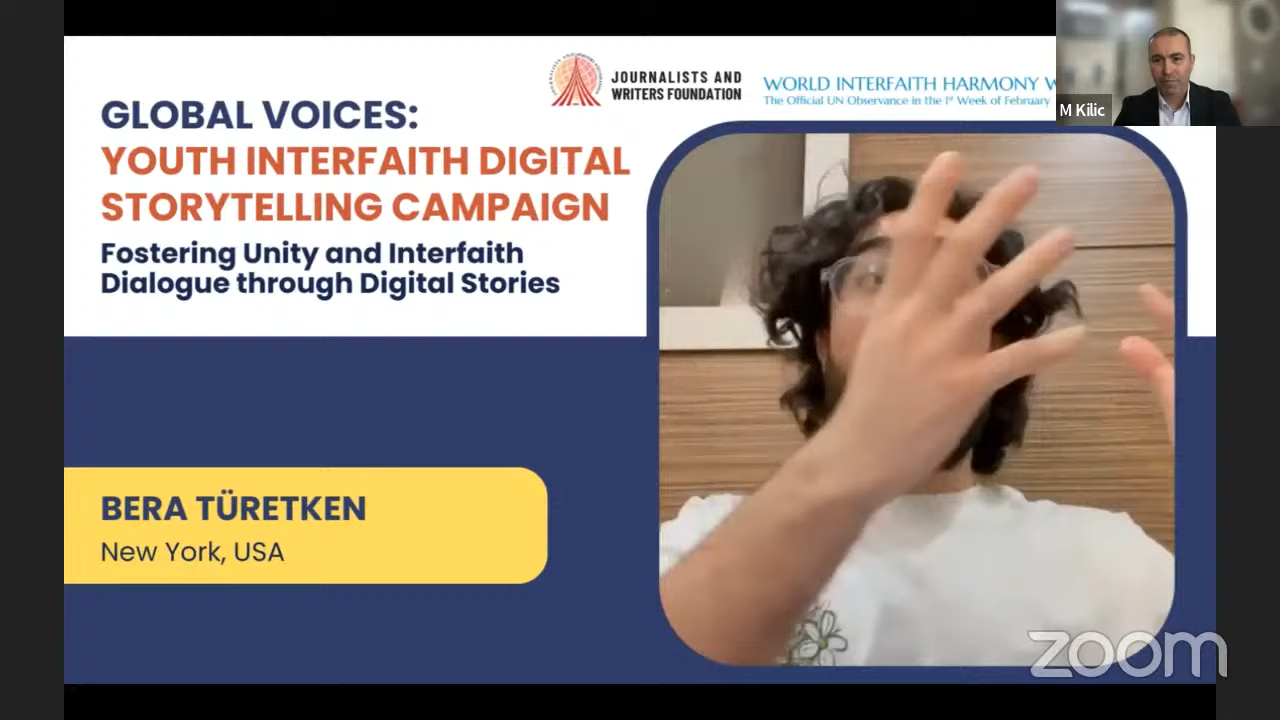 JOURNALISTS AND
WRITERS FOUNDATION
WORLD INTERFAITH HARMONY W
The Official UN Observance in the 1st Week of February
M Kilic
GLOBAL VOICES:
YOUTH INTERFAITH DIGITAL
STORYTELLING CAMPAIGN
Fostering Unity and Interfaith
Dialogue through Digital Stories
BERA TÜRETKEN
New York, USA
zoom